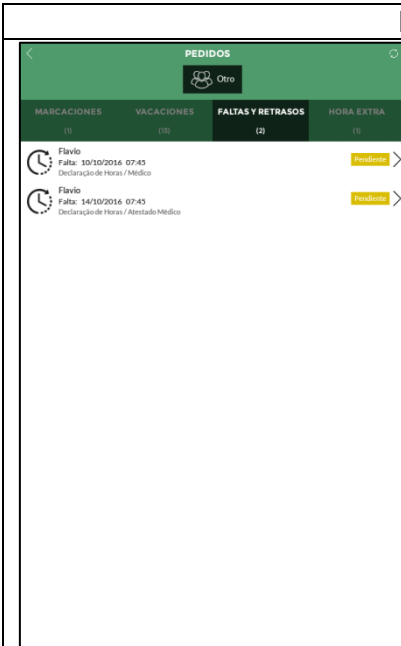 PEDIDOS
Otro
MARCACIONES VACACIONES FALTAS Y RETRASOS HORA EXTRA
(1) (15) (2) (1)
Flavio
Falta: 10/10/2016 07:45 Pendiente
Declaração de Horas / Médico
Flavio
Falta: 14/10/2016 07:45 Pendiente
Declaração de Horas / Atestado Médico